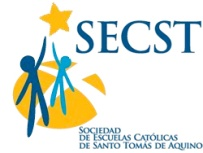 SECST
SOCIEDAD
DE ESCUELAS CATÓLICAS
DE SANTO TOMÁS DE AQUINO